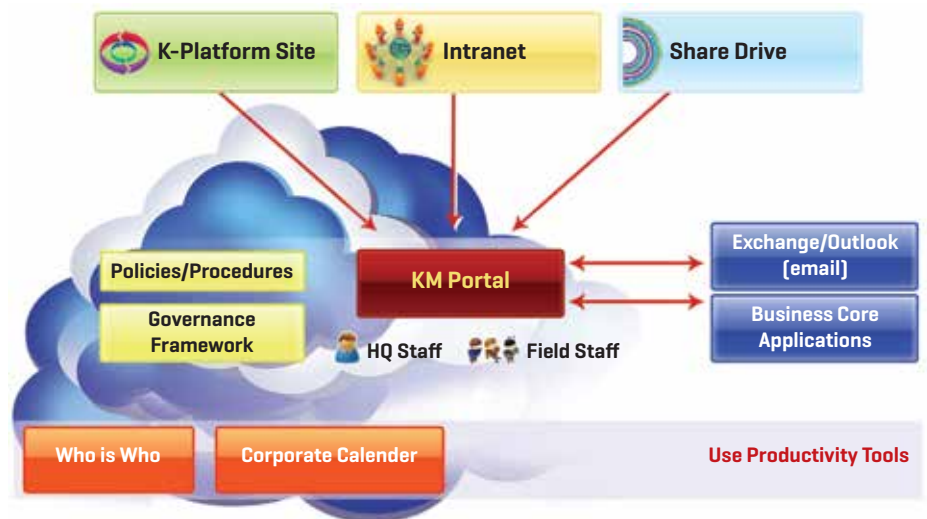 K-Platform Site
Intranet
Share Drive
Policies/Procedures
KM Portal
Exchange/Outlook
(email)
Governance
Framework
HQ Staff
Field Staff
Business Core
Applications
Who is Who
Corporate Calender
Use Productivity Tools